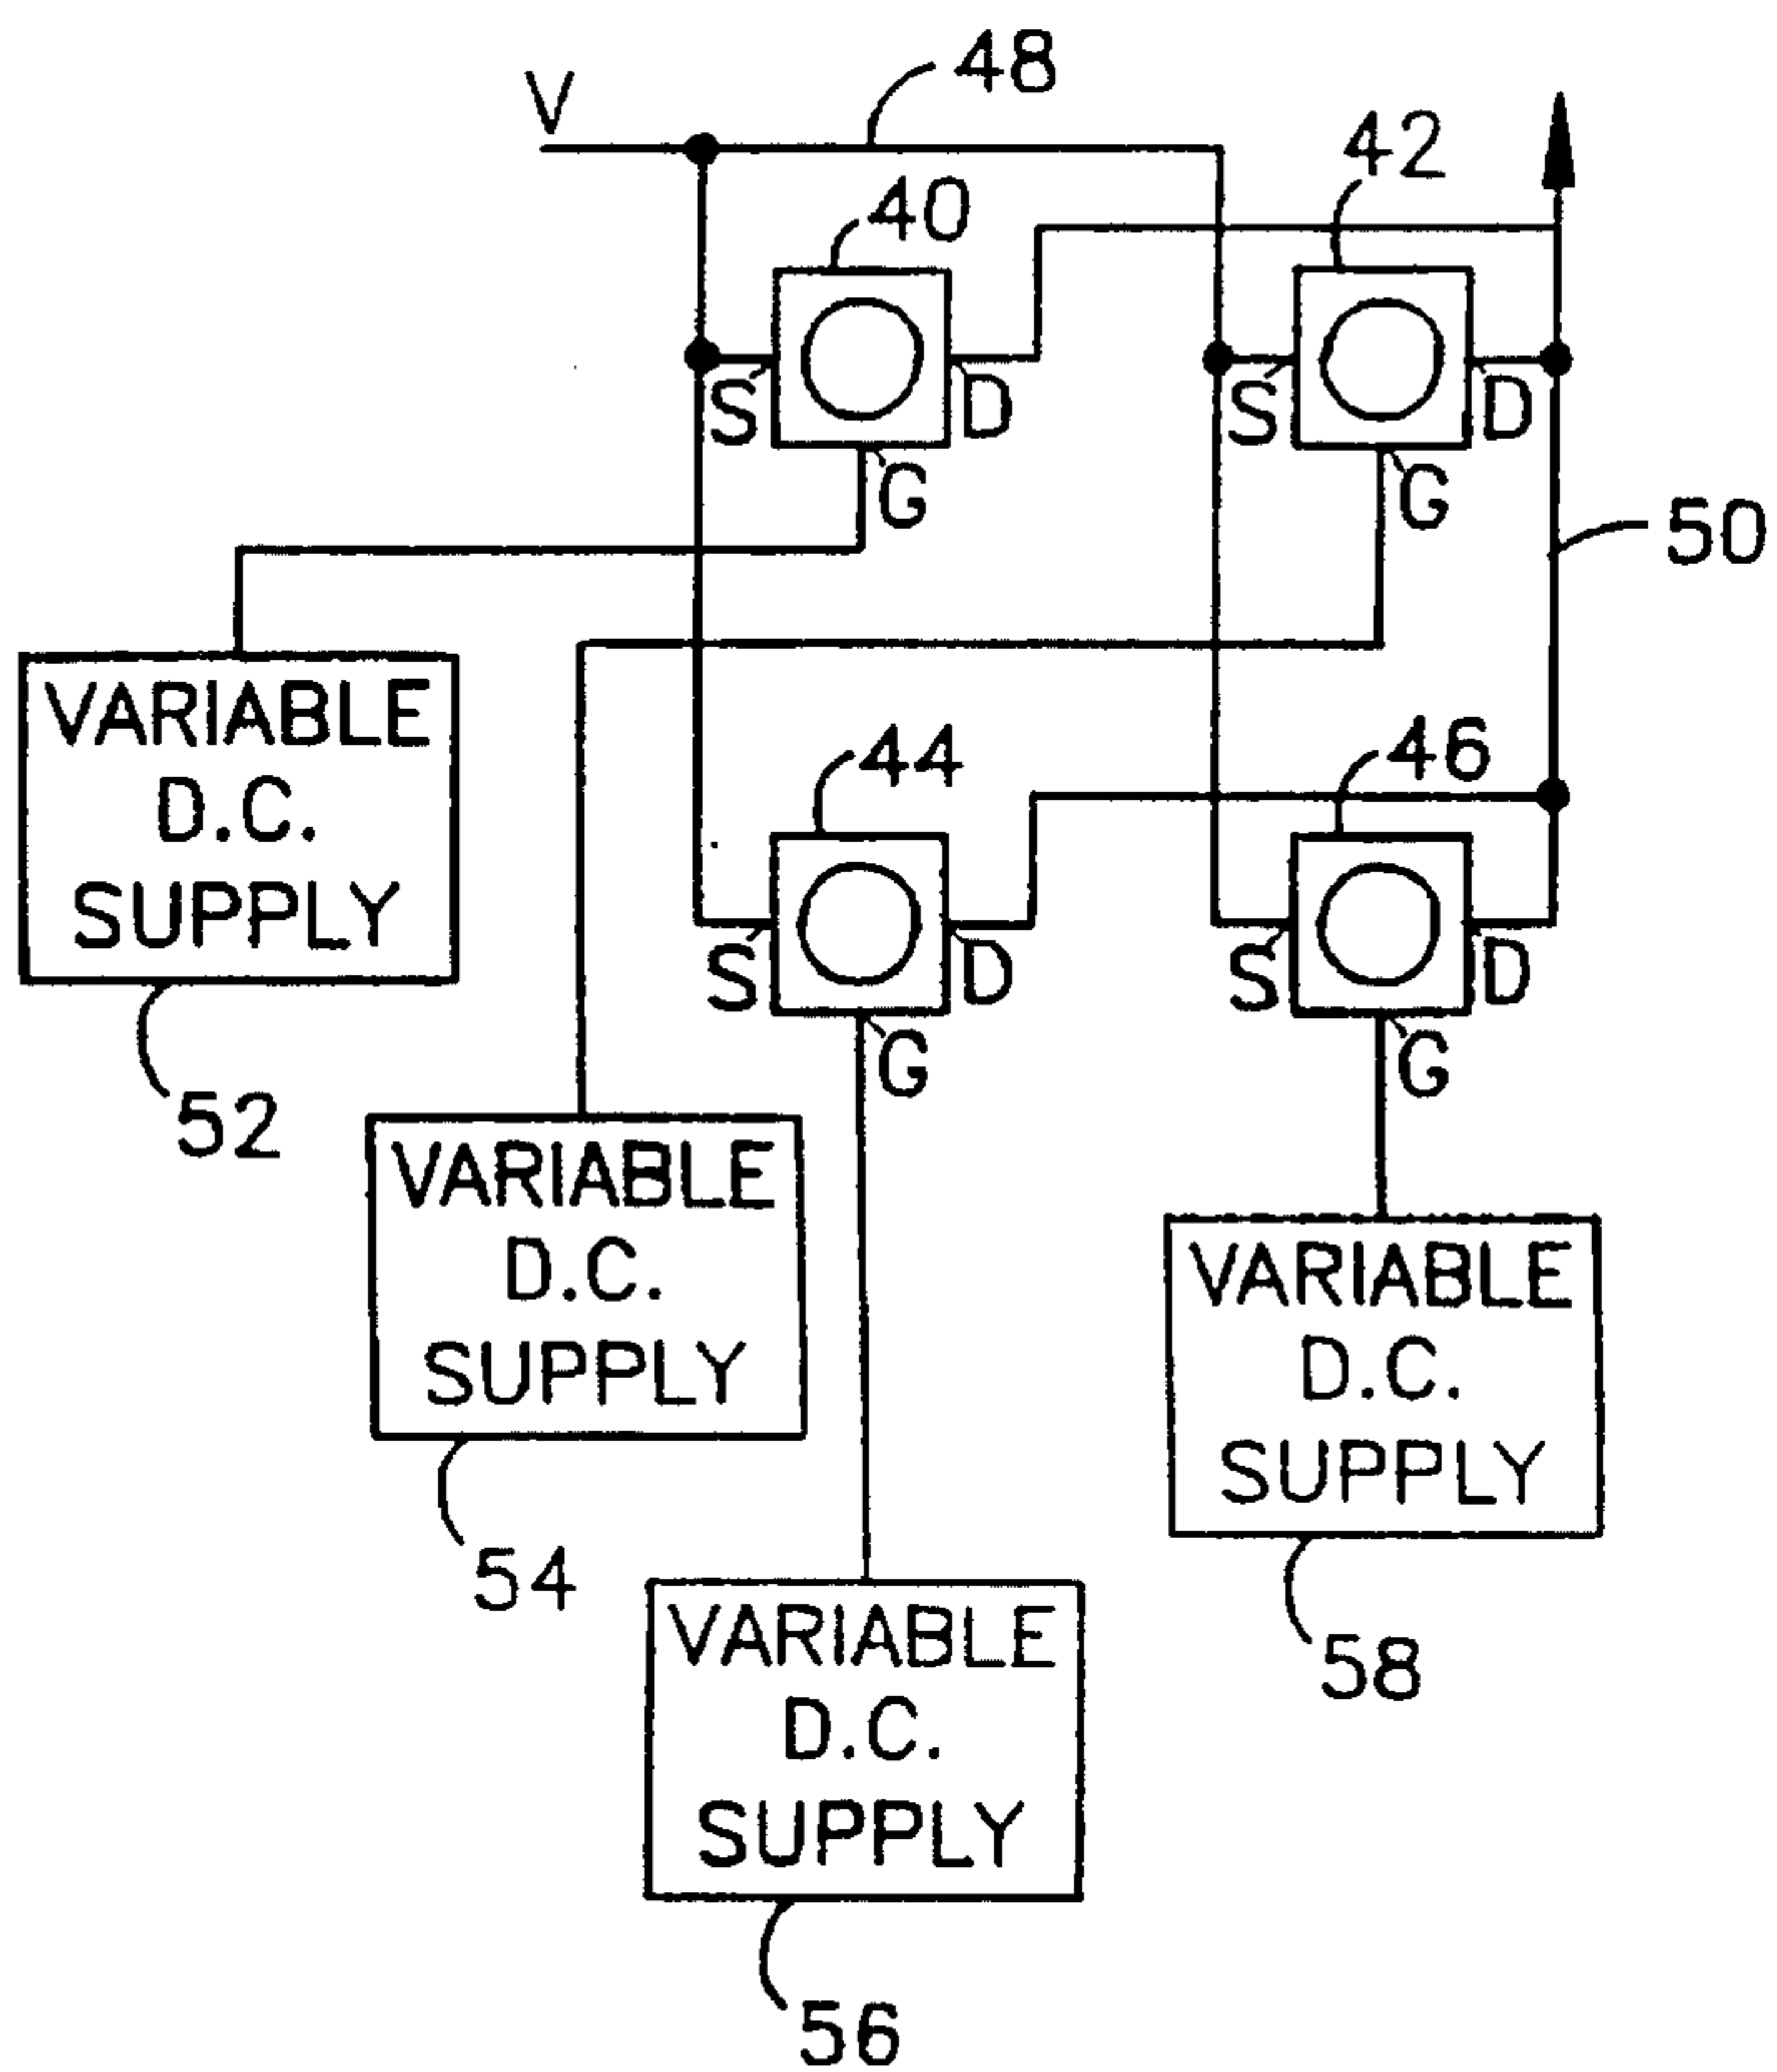 V
48
42
40
S
D
G
S
D
G
50
VARIABLE
D.C.
SUPPLY
52
44
46
S
D
G
S
D
G
VARIABLE
D.C.
SUPPLY
54
VARIABLE
D.C.
SUPPLY
58
VARIABLE
D.C.
SUPPLY
56